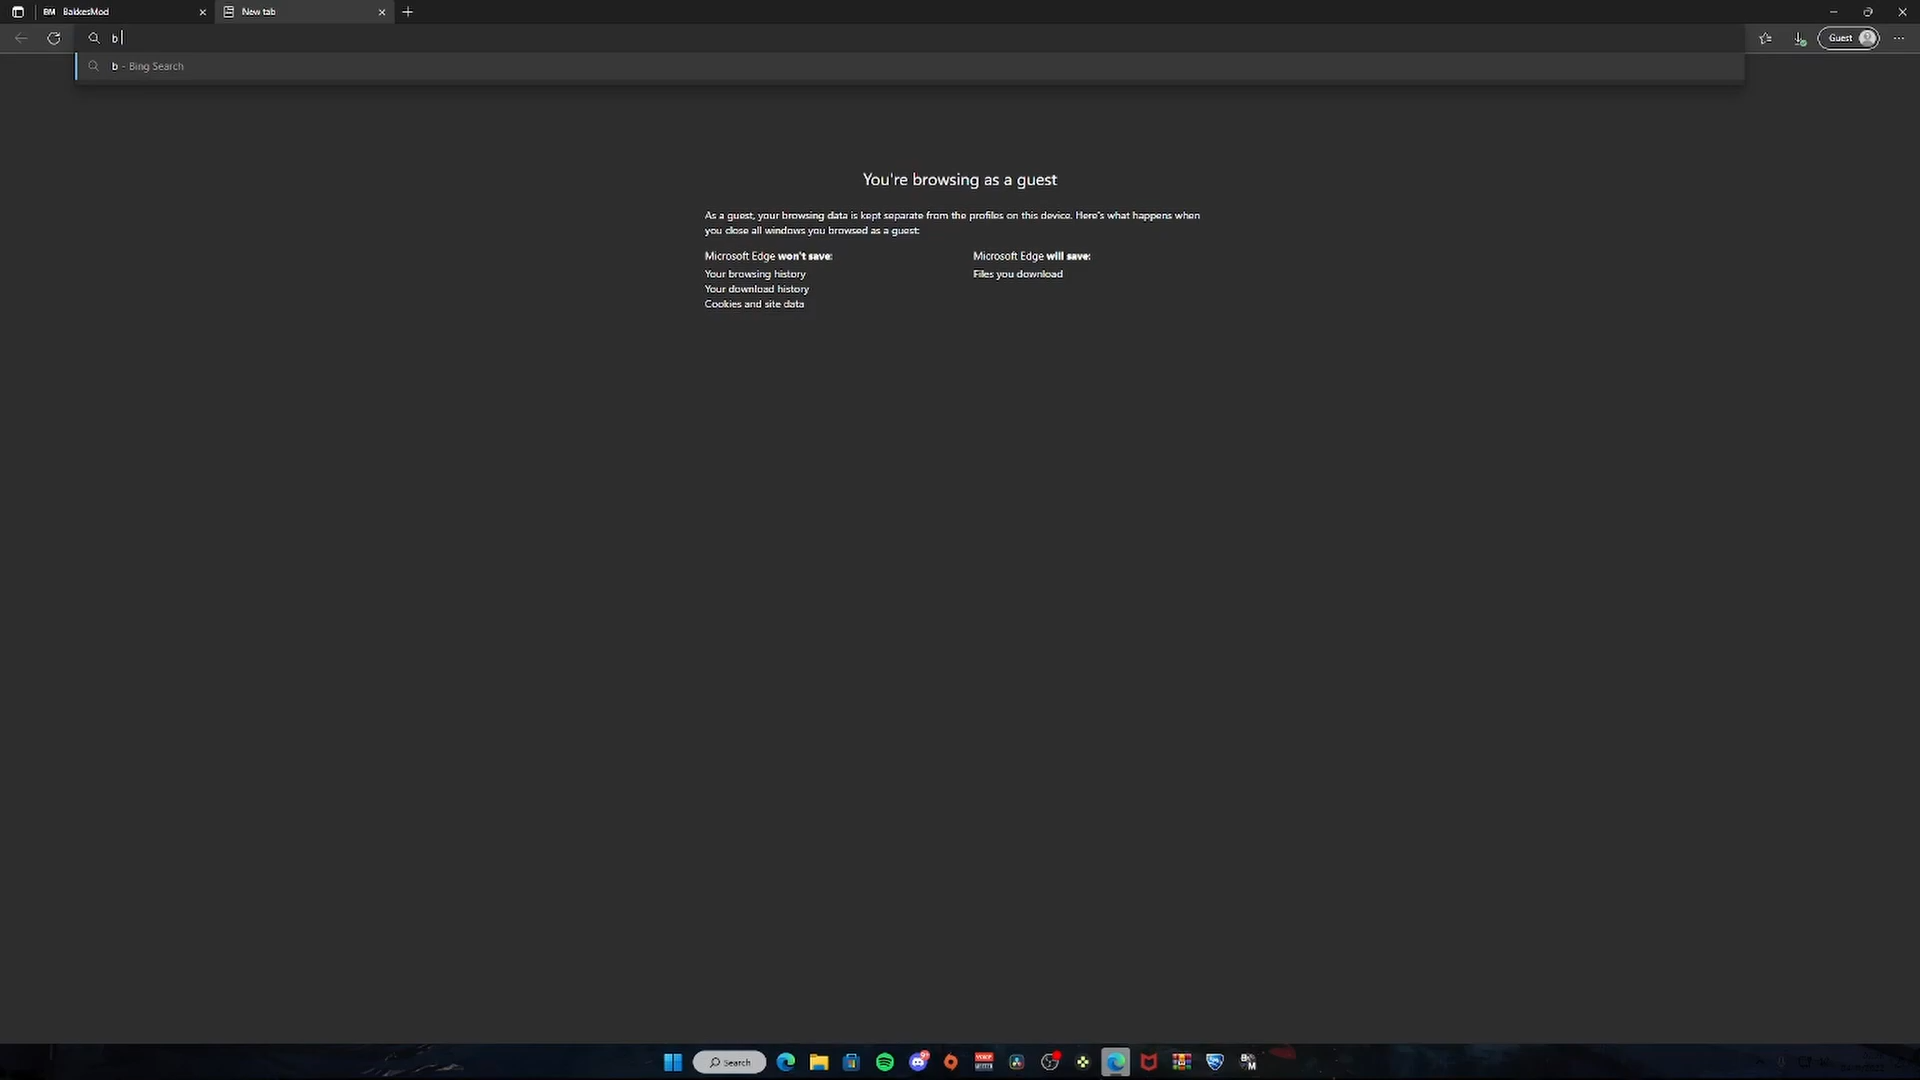 BM BakkesMod
New tab
b
Guest
b - Bing Search
You're browsing as a guest
As a guest, your browsing data is kept separate from the profiles on this device. Here's what happens when
you close all windows you browsed as a guest:
Microsoft Edge won't save:
Your browsing history
Your download history
Cookies and site data
Microsoft Edge will save:
Files you download
Search